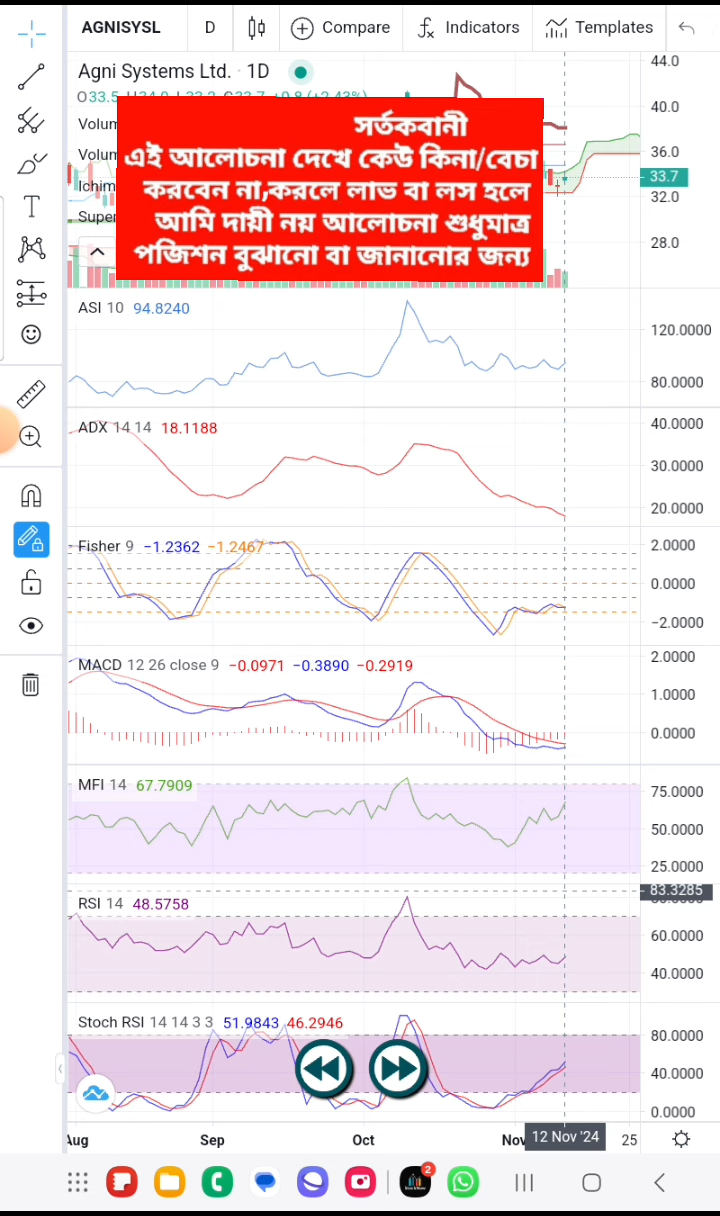 AGNISYSL D Compare Indicators Templates
Agni Systems Ltd. · 1D
44.0
40.0
36.0
33.7
32.0
28.0
সর্তকবানী
এই আলোচনা দেখে কেউ কিনা/বেচা
করবেন না,করলে লাভ বা লস হলে
আমি দায়ী নয় আলোচনা শুধুমাত্র
পজিশন বুঝানো বা জানানোর জন্য
ASI 10 94.8240
120.0000
80.0000
ADX 14 14 18.1188
40.0000
30.0000
20.0000
Fisher 9 −1.2362 −1.2467
2.0000
0.0000
−2.0000
MACD 12 26 close 9 −0.0971 −0.3890 −0.2919
2.0000
1.0000
0.0000
MFI 14 67.7909
75.0000
50.0000
25.0000
83.3285
RSI 14 48.5758
60.0000
40.0000
Stoch RSI 14 14 3 3 51.9843 46.2946
80.0000
40.0000
0.0000
Aug Sep Oct Nov 12 Nov '24 25
2